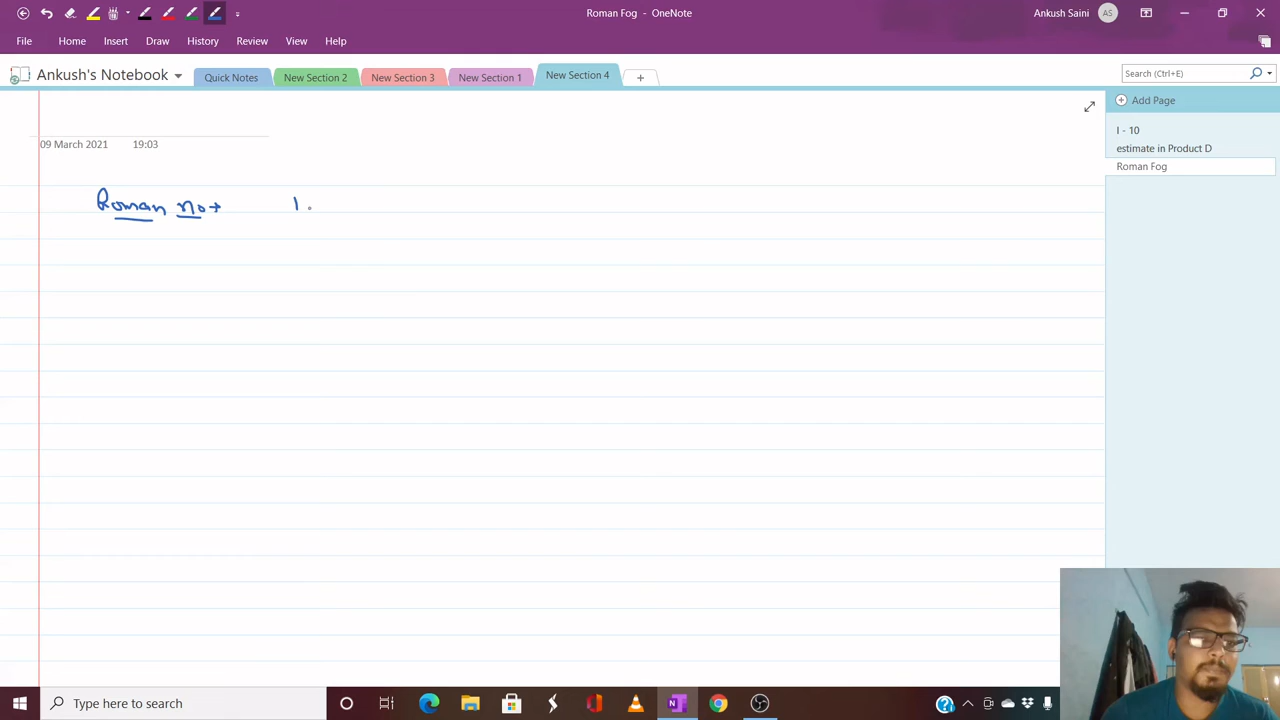 Roman Fog - OneNote
Ankush Saini AS
File Home Insert Draw History Review View Help
Ankush's Notebook Quick Notes New Section 2 New Section 3 New Section 1 New Section 4 +
Search (Ctrl+E)
Add Page
09 March 2021 19:03
I - 10
estimate in Product D
Roman Fog
Roman no → 1 .
Type here to search